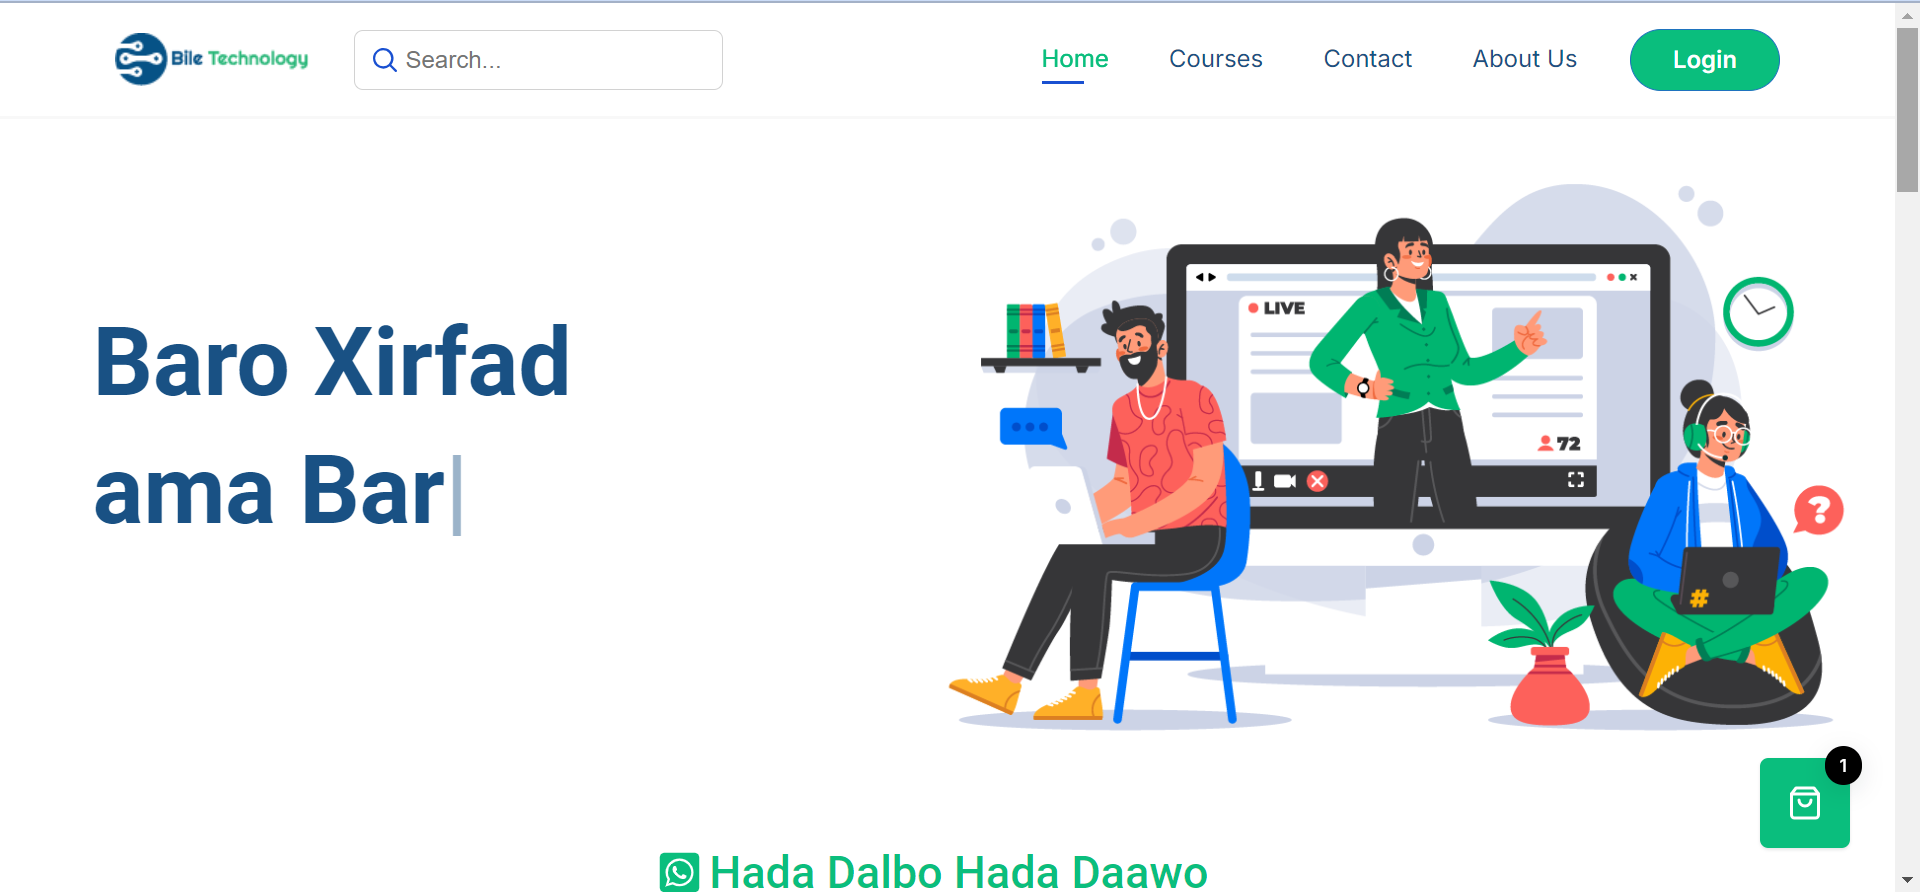 Bile Technology
Search...
Home
Courses
Contact
About Us
Login
Baro Xirfad
ama Bar
LIVE
72
?
#
1
Hada Dalbo Hada Daawo